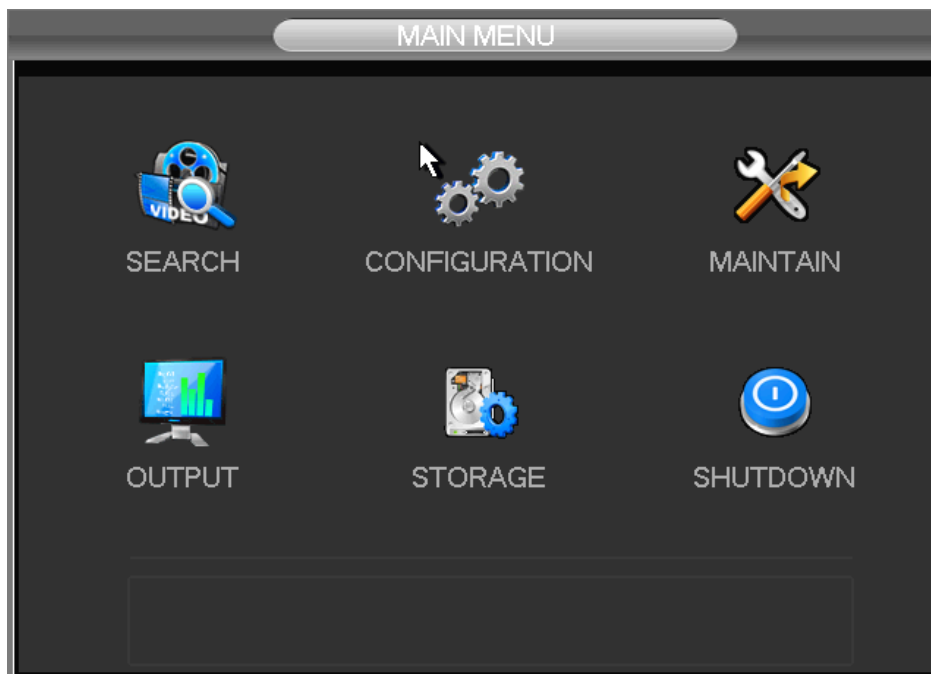 MAIN MENU
VIDEO
SEARCH
CONFIGURATION
MAINTAIN
OUTPUT
STORAGE
SHUTDOWN